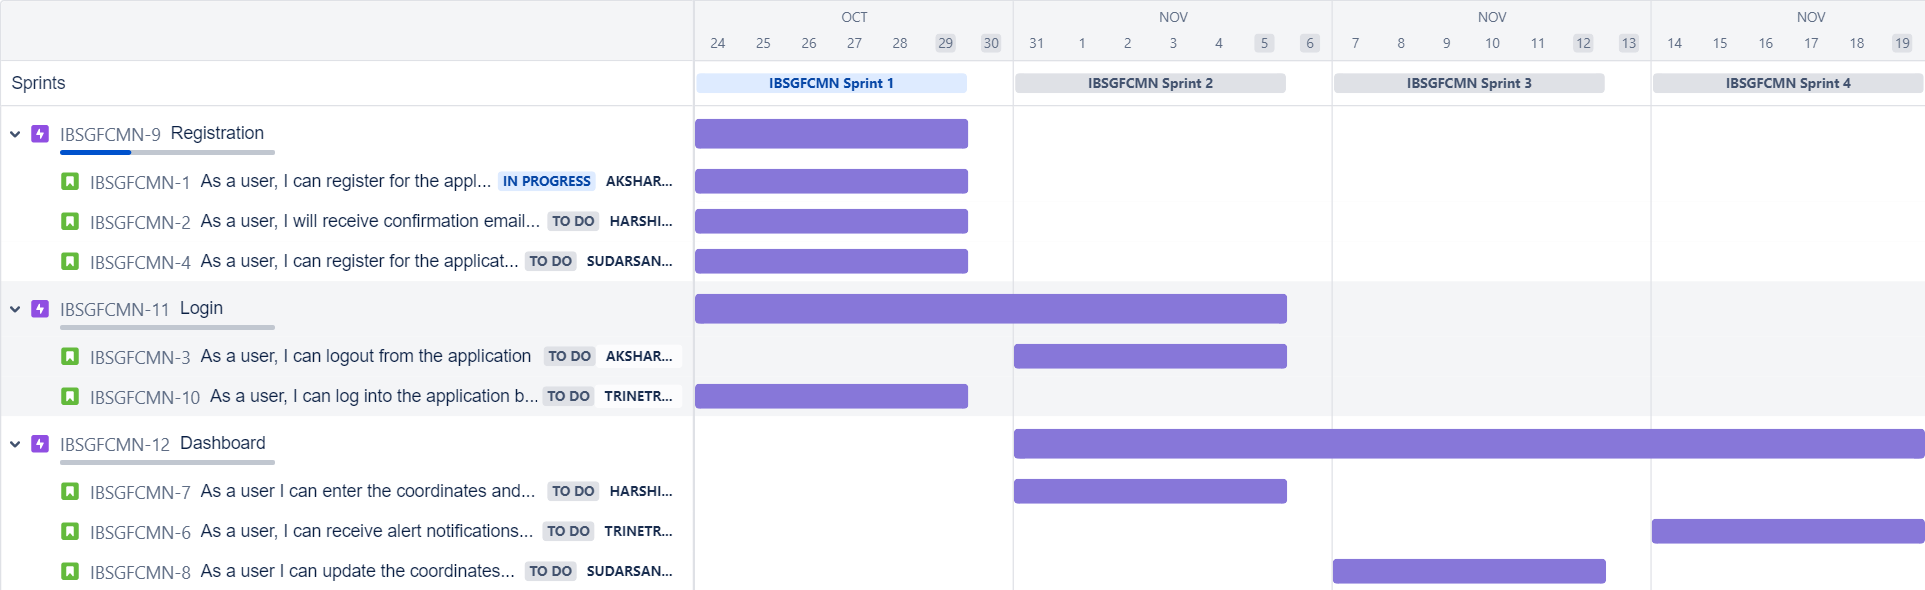 OCT NOV NOV NOV
24 25 26 27 28 29 30 31 1 2 3 4 5 6 7 8 9 10 11 12 13 14 15 16 17 18 19
Sprints IBSGFCMN Sprint 1 IBSGFCMN Sprint 2 IBSGFCMN Sprint 3 IBSGFCMN Sprint 4
IBSGFCMN-9 Registration
IBSGFCMN-1 As a user, I can register for the appl... IN PROGRESS AKSHAR...
IBSGFCMN-2 As a user, I will receive confirmation email... TO DO HARSHI...
IBSGFCMN-4 As a user, I can register for the applicat... TO DO SUDARSAN...
IBSGFCMN-11 Login
IBSGFCMN-3 As a user, I can logout from the application TO DO AKSHAR...
IBSGFCMN-10 As a user, I can log into the application b... TO DO TRINETR...
IBSGFCMN-12 Dashboard
IBSGFCMN-7 As a user I can enter the coordinates and... TO DO HARSHI...
IBSGFCMN-6 As a user, I can receive alert notifications... TO DO TRINETR...
IBSGFCMN-8 As a user I can update the coordinates... TO DO SUDARSAN...